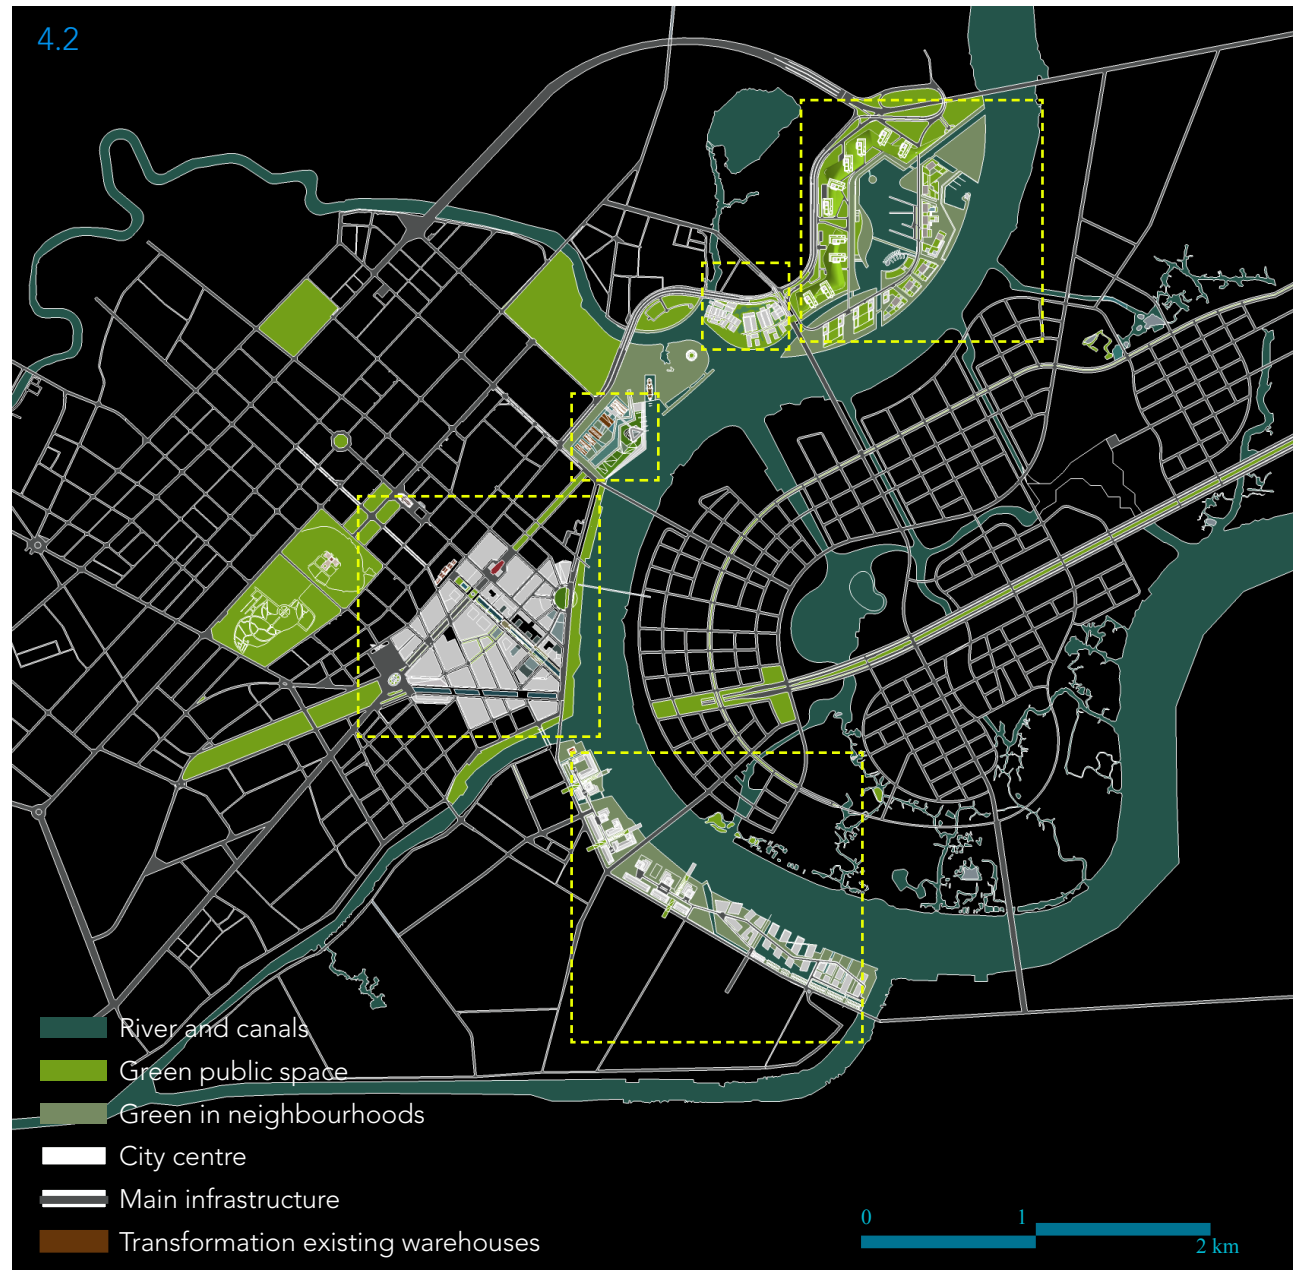 4.2
River and canals
Green public space
Green in neighbourhoods
City centre
Main infrastructure
Transformation existing warehouses
0 1
2 km